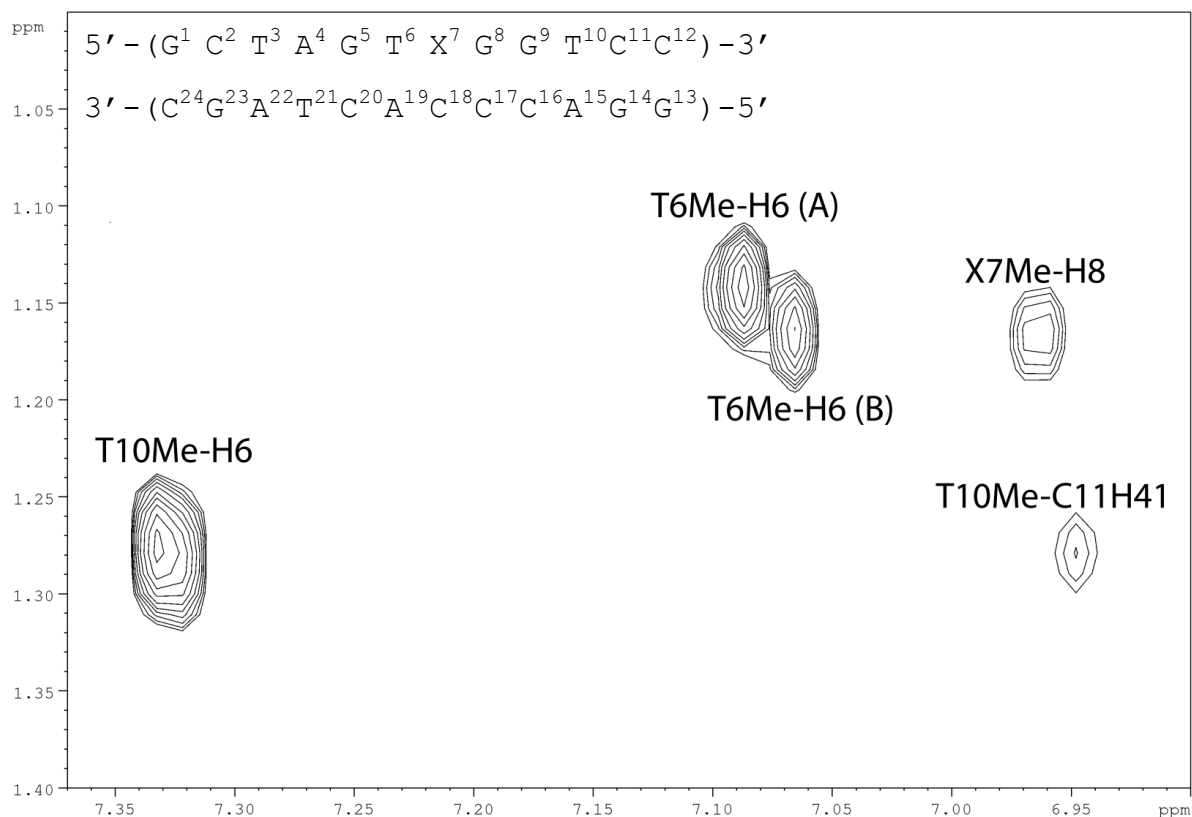 ppm
5′-(G¹ C² T³ A⁴ G⁵ T⁶ X⁷ G⁸ G⁹ T¹⁰C¹¹C¹²)-3′
3′-(C²⁴G²³A²²T²¹C²⁰A¹⁹C¹⁸C¹⁷C¹⁶A¹⁵G¹⁴G¹³)-5′
1.05
1.10
T6Me-H6 (A)
X7Me-H8
1.15
1.20
T6Me-H6 (B)
T10Me-H6
1.25
T10Me-C11H41
1.30
1.35
1.40
7.35 7.30 7.25 7.20 7.15 7.10 7.05 7.00 6.95 ppm